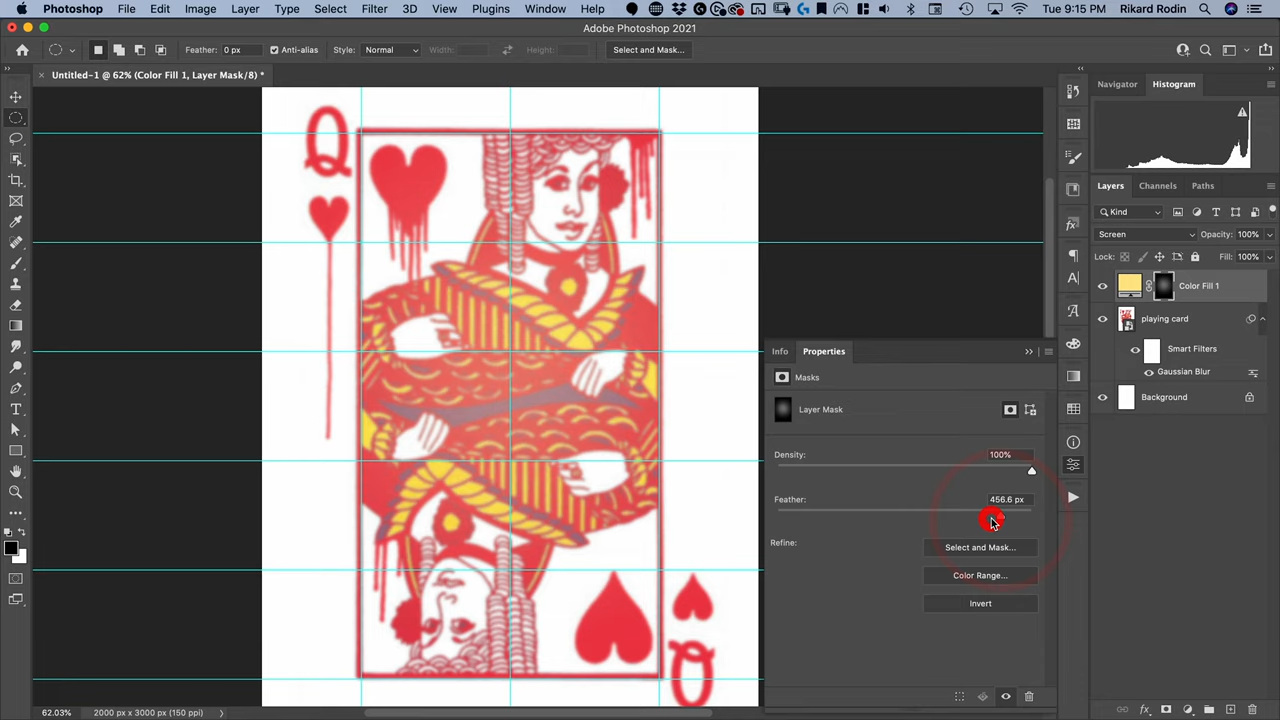 Photoshop File Edit Image Layer Type Select Filter 3D View Plugins Window Help Tue 9:15 PM Rikard Rodin
Adobe Photoshop 2021
Feather: 0 px Anti-alias Style: Normal Width: Height: Select and Mask...
Untitled-1 @ 62% (Color Fill 1, Layer Mask/8) *
Navigator Histogram
Q
Layers Channels Paths
Kind
Screen Opacity: 100%
Lock: Fill: 100%
Color Fill 1
playing card
Smart Filters
Gaussian Blur
Background
Info Properties
Masks
Layer Mask
Density: 100%
Feather: 456.6 px
Refine: Select and Mask...
Color Range...
Invert
Q
62.03% 2000 px x 3000 px (150 ppi)